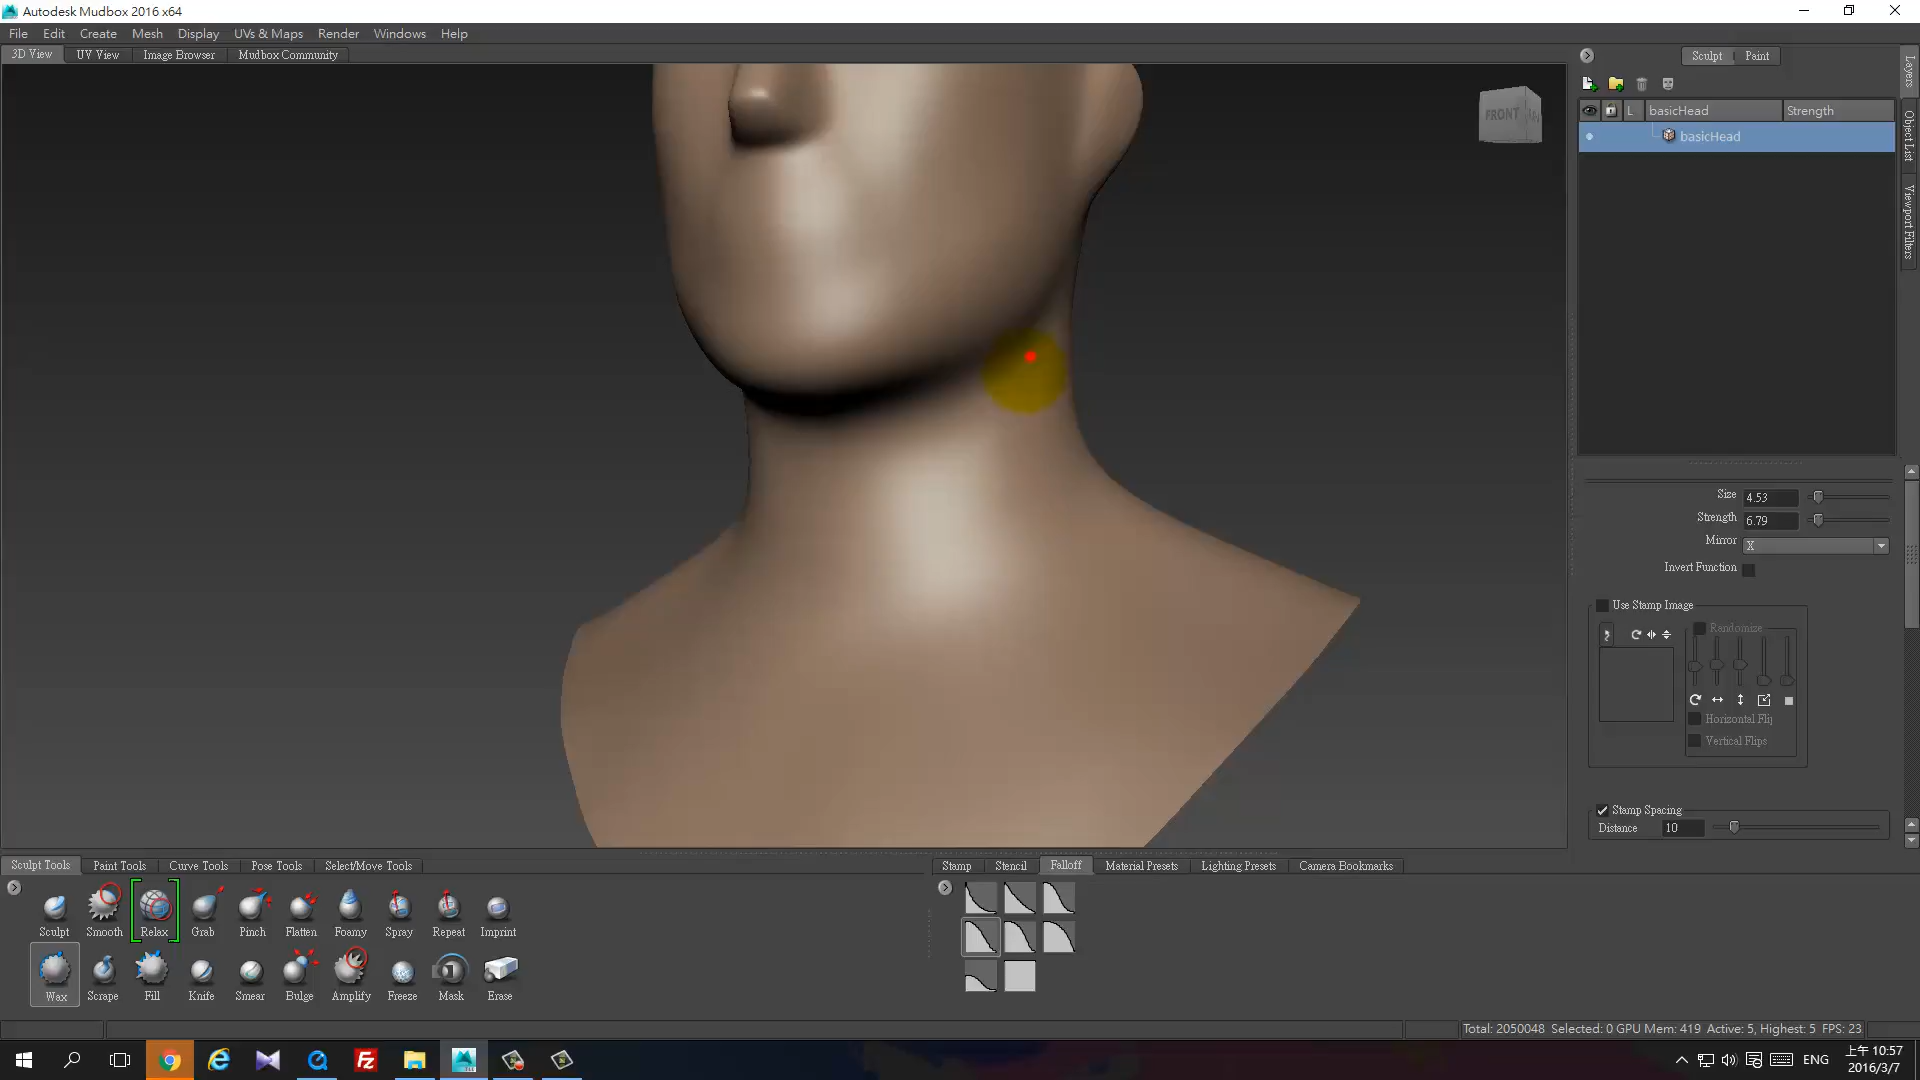 Autodesk Mudbox 2016 x64
File Edit Create Mesh Display UVs & Maps Render Windows Help
3D View UV View Image Browser Mudbox Community
Sculpt Paint
Layers
Object List
Viewport Filters
L basicHead Strength
basicHead
FRONT
Size 4.53
Strength 6.79
Mirror X
Invert Function
Use Stamp Image
Randomize
Horizontal Flip
Vertical Flips
Stamp Spacing
Distance 10
Sculpt Tools Paint Tools Curve Tools Pose Tools Select/Move Tools
Stamp Stencil Falloff Material Presets Lighting Presets Camera Bookmarks
Sculpt Smooth Relax Grab Pinch Flatten Foamy Spray Repeat Imprint
Wax Scrape Fill Knife Smear Bulge Amplify Freeze Mask Erase
Total: 2050048 Selected: 0 GPU Mem: 419 Active: 5, Highest: 5 FPS: 23
ENG
上午 10:57
2016/3/7